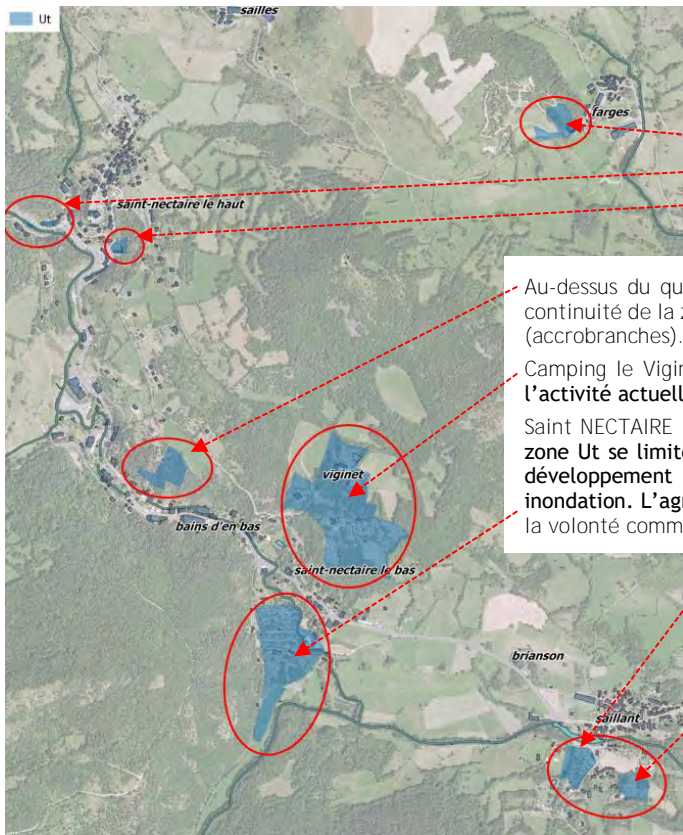 Ut
sailles
farges
saint-nectaire le haut
Au-dessus du qu
continuité de la z
(accrobranches).
Camping le Vigin
l'activité actuell
Saint NECTAIRE
zone Ut se limite
développement
inondation. L'agr
la volonté comm
viginet
bains d'en bas
saint-nectaire le bas
brianson
saillant